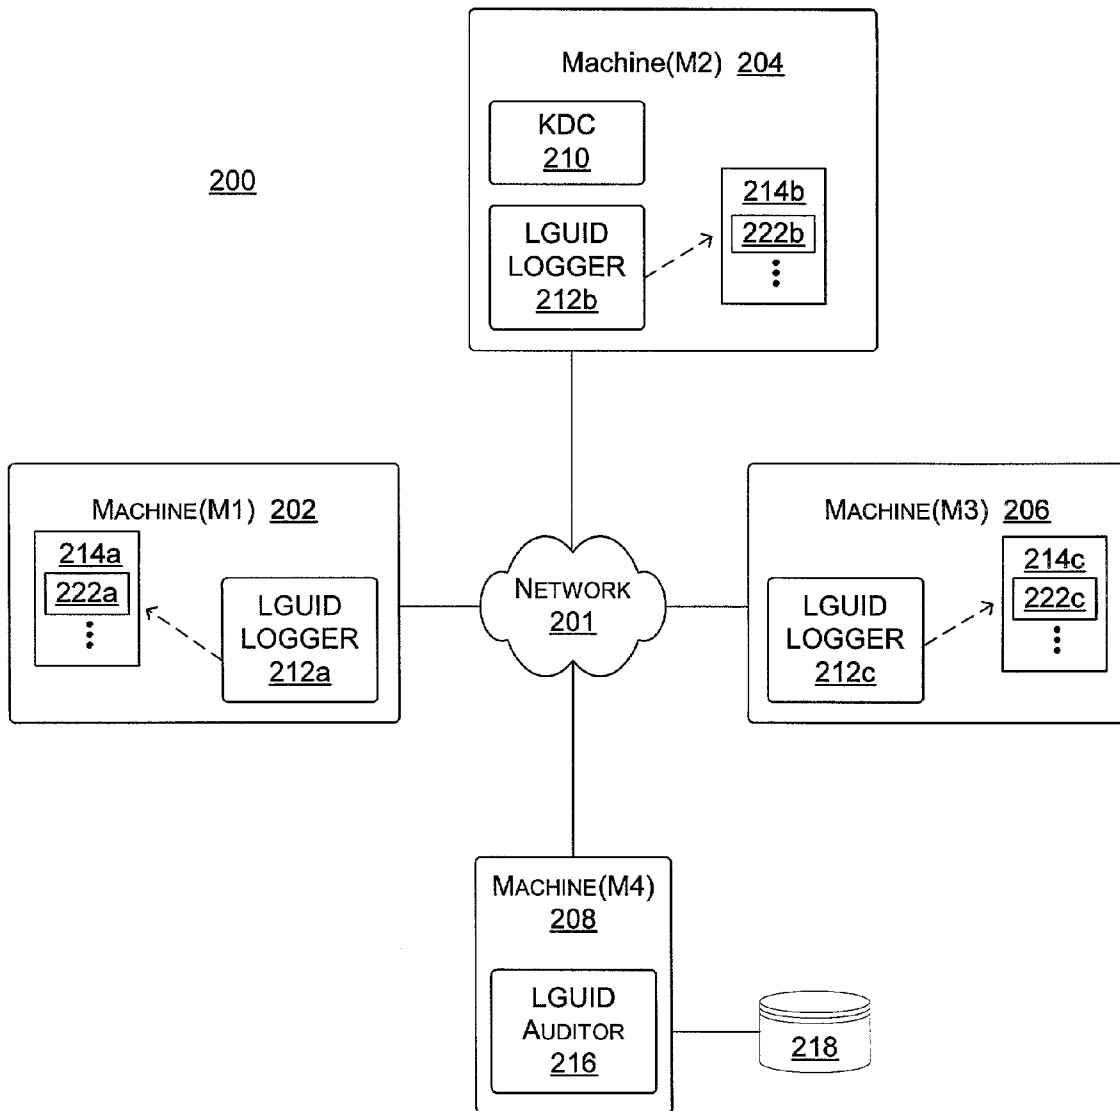 Machine(M2) 204
KDC
210
200
214b
222b
LGUID
LOGGER
212b
MACHINE(M1) 202
214a
222a
LGUID
LOGGER
212a
NETWORK
201
MACHINE(M3) 206
214c
222c
LGUID
LOGGER
212c
MACHINE(M4)
208
LGUID
AUDITOR
216
218